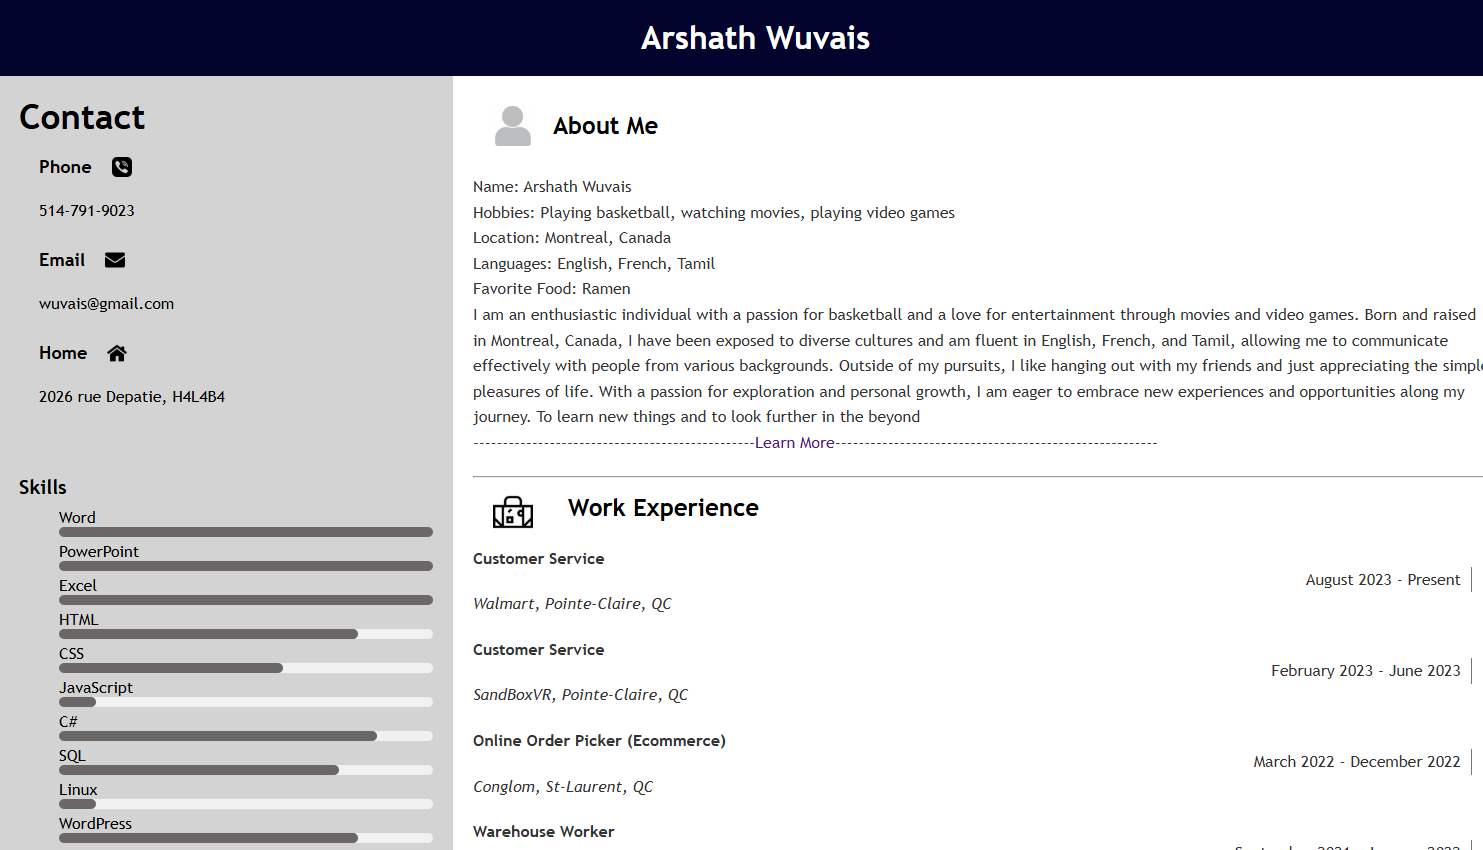 Arshath Wuvais
Contact
Phone
514-791-9023
Email
wuvais@gmail.com
Home
2026 rue Depatie, H4L4B4
Skills
Word
PowerPoint
Excel
HTML
CSS
JavaScript
C#
SQL
Linux
WordPress
About Me
Name: Arshath Wuvais
Hobbies: Playing basketball, watching movies, playing video games
Location: Montreal, Canada
Languages: English, French, Tamil
Favorite Food: Ramen
I am an enthusiastic individual with a passion for basketball and a love for entertainment through movies and video games. Born and raised
in Montreal, Canada, I have been exposed to diverse cultures and am fluent in English, French, and Tamil, allowing me to communicate
effectively with people from various backgrounds. Outside of my pursuits, I like hanging out with my friends and just appreciating the simple
pleasures of life. With a passion for exploration and personal growth, I am eager to embrace new experiences and opportunities along my
journey. To learn new things and to look further in the beyond
------------------------------------------------Learn More-------------------------------------------------------
Work Experience
Customer Service
August 2023 - Present
Walmart, Pointe-Claire, QC
Customer Service
February 2023 - June 2023
SandBoxVR, Pointe-Claire, QC
Online Order Picker (Ecommerce)
March 2022 - December 2022
Conglom, St-Laurent, QC
Warehouse Worker